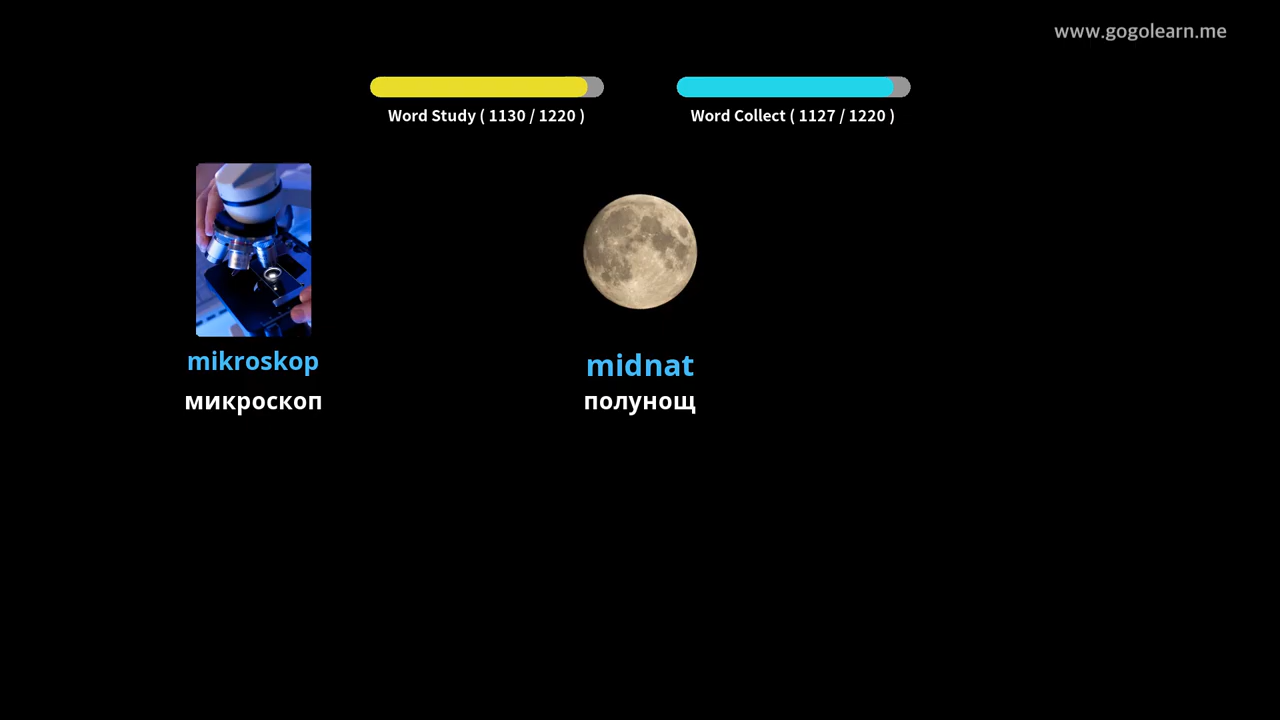 www.gogolearn.me
Word Study ( 1130 / 1220 )
Word Collect ( 1127 / 1220 )
mikroskop
микроскоп
midnat
полунощ